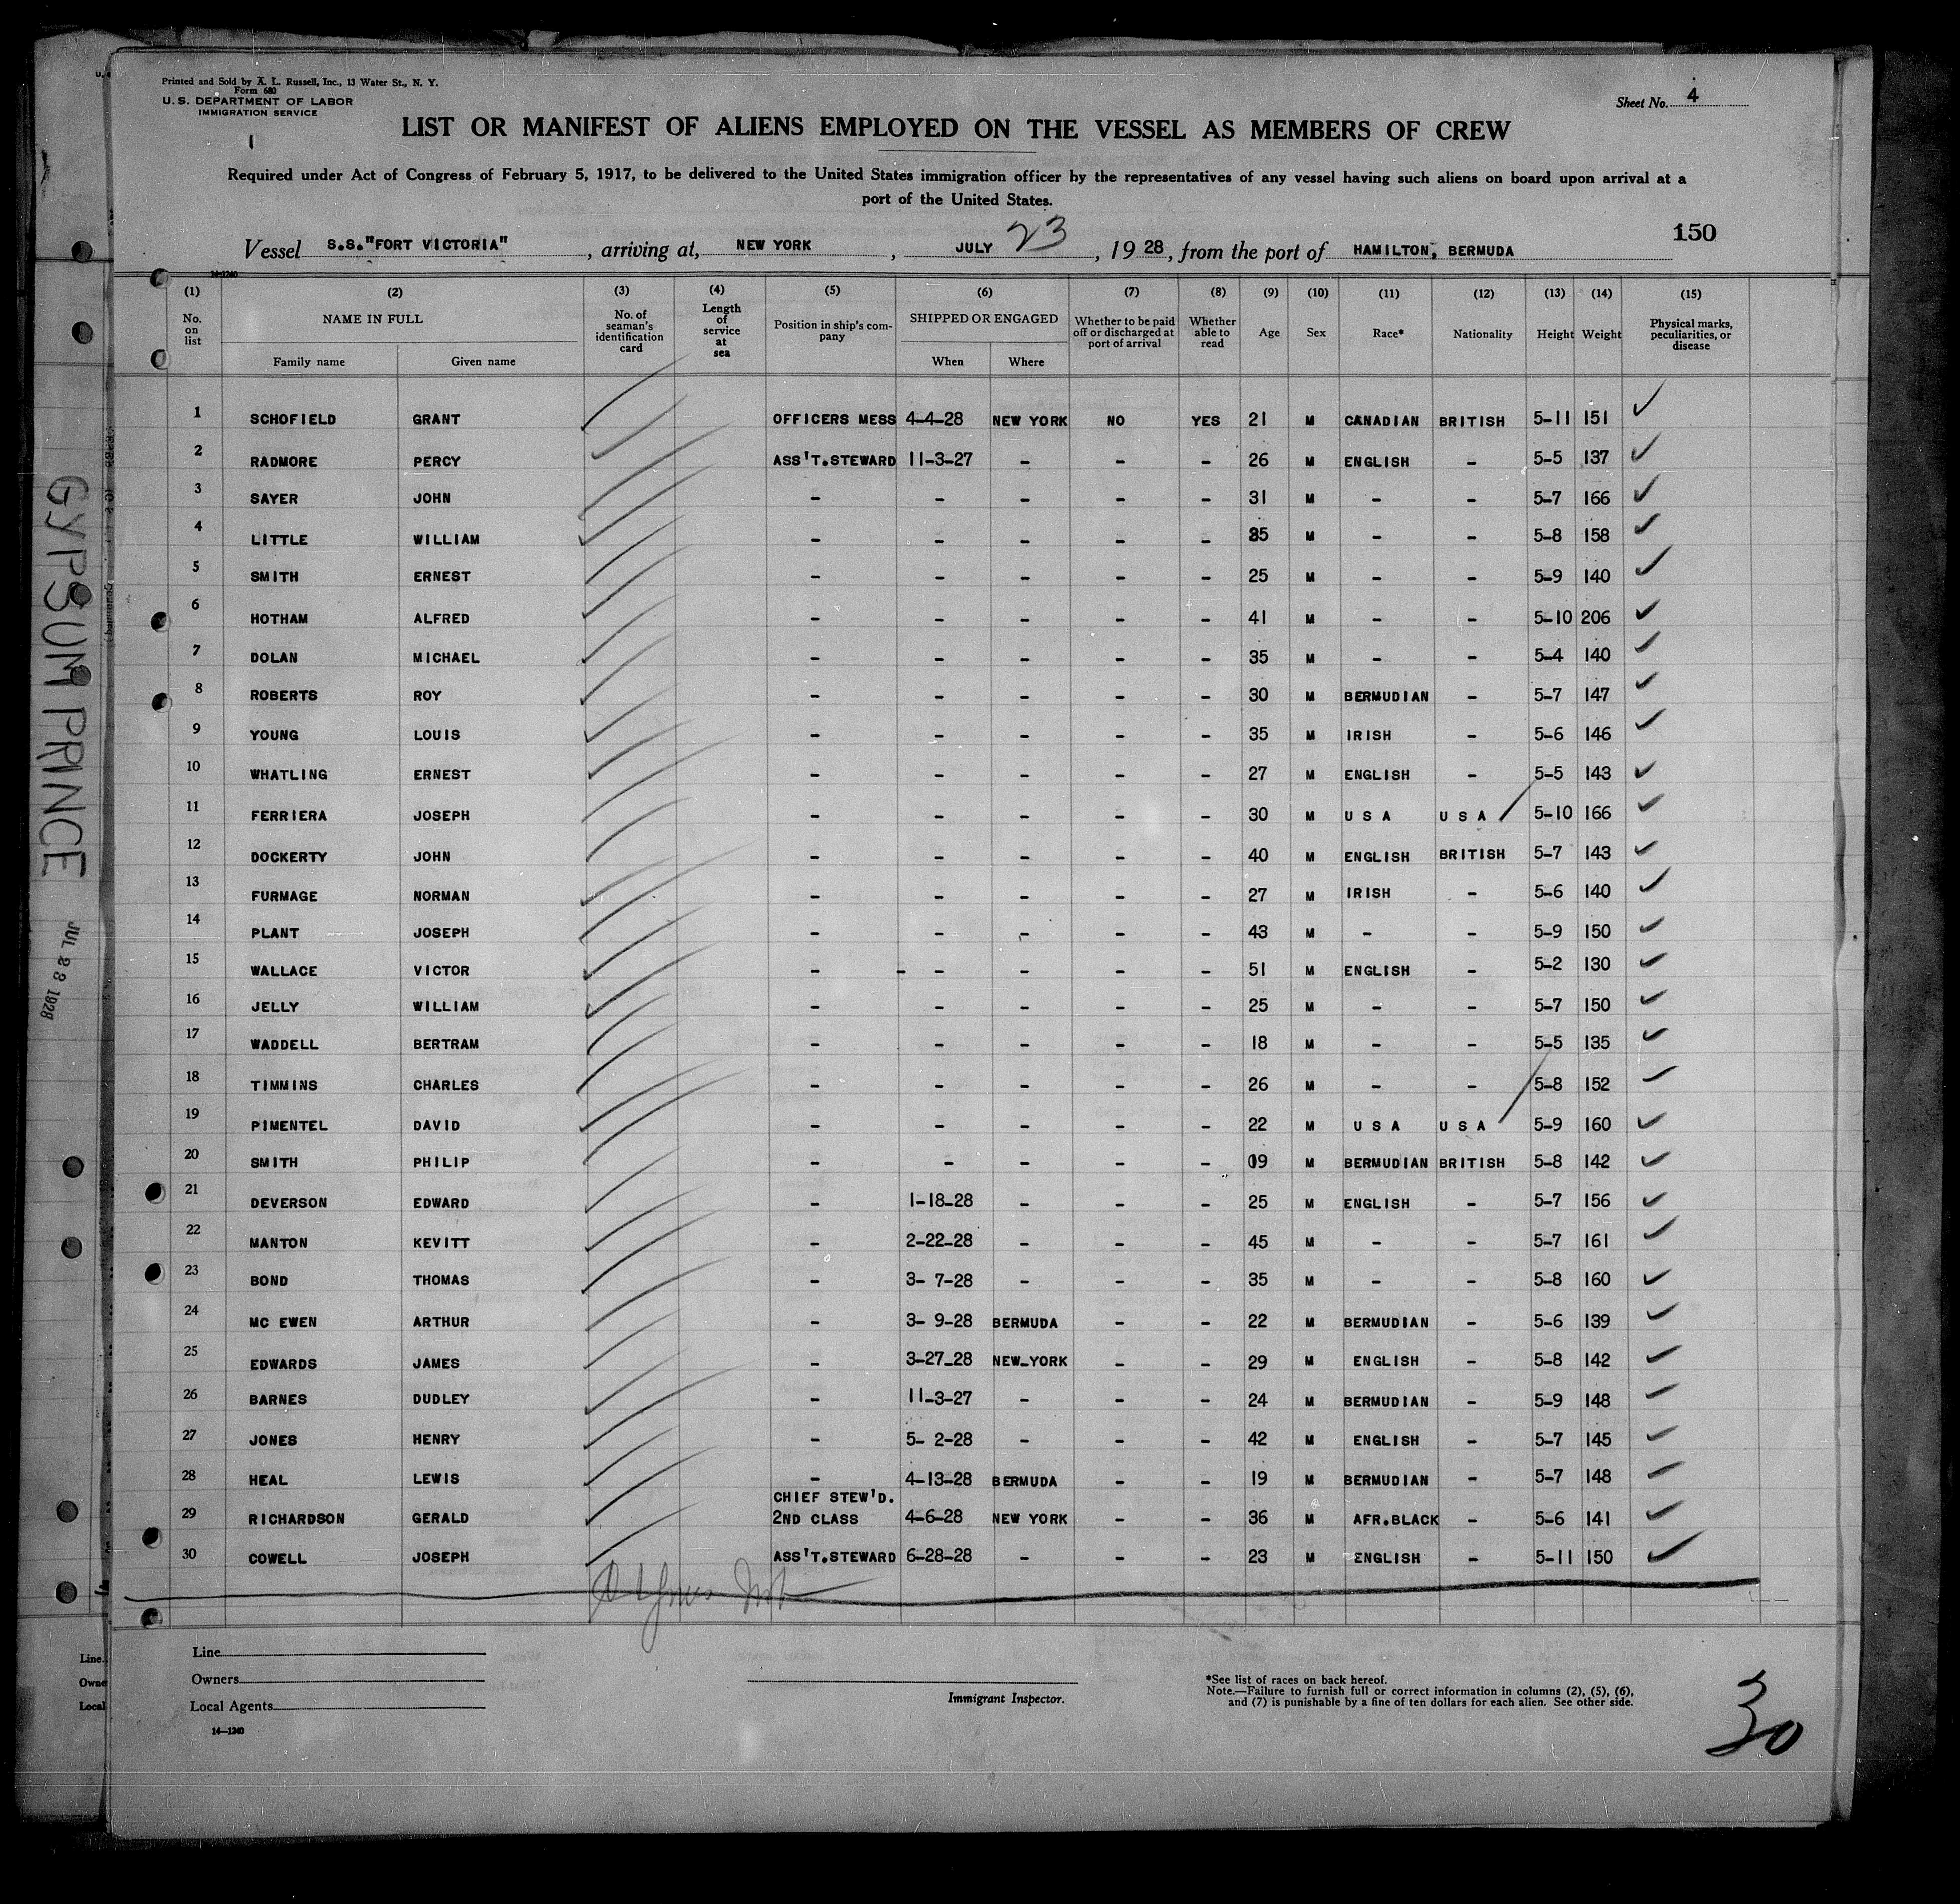 Printed and Sold by A. L. Russell, Inc., 13 Water St., N. Y.
Form 680
U. S. DEPARTMENT OF LABOR
IMMIGRATION SERVICE
Sheet No. 4
LIST OR MANIFEST OF ALIENS EMPLOYED ON THE VESSEL AS MEMBERS OF CREW
Required under Act of Congress of February 5, 1917, to be delivered to the United States immigration officer by the representatives of any vessel having such aliens on board upon arrival at a
port of the United States.
150
Vessel S.S."FORT VICTORIA", arriving at, NEW YORK, JULY 23, 1928, from the port of HAMILTON, BERMUDA
14-1240
(1) (2) (3) (4) (5) (6) (7) (8) (9) (10) (11) (12) (13) (14) (15)
No. on list NAME IN FULL Family name Given name No. of seaman's identification card Length of service at sea Position in ship's company SHIPPED OR ENGAGED When Where Whether to be paid off or discharged at port of arrival Whether able to read Age Sex Race* Nationality Height Weight Physical marks, peculiarities, or disease
1 SCHOFIELD GRANT OFFICERS MESS 4-4-28 NEW YORK NO YES 21 M CANADIAN BRITISH 5-11 151
2 RADMORE PERCY ASS'T.STEWARD 11-3-27 - - - 26 M ENGLISH - 5-5 137
3 SAYER JOHN - - - - - 31 M - - 5-7 166
4 LITTLE WILLIAM - - - - - 35 M - - 5-8 158
5 SMITH ERNEST - - - - - 25 M - - 5-9 140
6 HOTHAM ALFRED - - - - - 41 M - - 5-10 206
7 DOLAN MICHAEL - - - - - 35 M - - 5-4 140
8 ROBERTS ROY - - - - - 30 M BERMUDIAN - 5-7 147
9 YOUNG LOUIS - - - - - 35 M IRISH - 5-6 146
10 WHATLING ERNEST - - - - - 27 M ENGLISH - 5-5 143
11 FERRIERA JOSEPH - - - - - 30 M U S A U S A 5-10 166
12 DOCKERTY JOHN - - - - - 40 M ENGLISH BRITISH 5-7 143
13 FURMAGE NORMAN - - - - - 27 M IRISH - 5-6 140
14 PLANT JOSEPH - - - - - 43 M - - 5-9 150
15 WALLACE VICTOR - - - - - - 51 M ENGLISH - 5-2 130
16 JELLY WILLIAM - - - - - 25 M - - 5-7 150
17 WADDELL BERTRAM - - - - - 18 M - - 5-5 135
18 TIMMINS CHARLES - - - - - 26 M - - 5-8 152
19 PIMENTEL DAVID - - - - - 22 M U S A U S A 5-9 160
20 SMITH PHILIP - - - - - 19 M BERMUDIAN BRITISH 5-8 142
21 DEVERSON EDWARD - 1-18-28 - - - 25 M ENGLISH - 5-7 156
22 MANTON KEVITT - 2-22-28 - - - 45 M - - 5-7 161
23 BOND THOMAS - 3- 7-28 - - - 35 M - - 5-8 160
24 MC EWEN ARTHUR - 3- 9-28 BERMUDA - - 22 M BERMUDIAN - 5-6 139
25 EDWARDS JAMES - 3-27-28 NEW-YORK - - 29 M ENGLISH - 5-8 142
26 BARNES DUDLEY - 11-3-27 - - - 24 M BERMUDIAN - 5-9 148
27 JONES HENRY - 5- 2-28 - - - 42 M ENGLISH - 5-7 145
28 HEAL LEWIS - 4-13-28 BERMUDA - - 19 M BERMUDIAN - 5-7 148
29 RICHARDSON GERALD CHIEF STEW'D. 2ND CLASS 4-6-28 NEW YORK - - 36 M AFR.BLACK - 5-6 141
30 COWELL JOSEPH ASS'T.STEWARD 6-28-28 - - - 23 M ENGLISH - 5-11 150
Line
Owners
Local Agents
14-1240
Immigrant Inspector.
*See list of races on back hereof.
Note.—Failure to furnish full or correct information in columns (2), (5), (6),
and (7) is punishable by a fine of ten dollars for each alien. See other side.
30
GYPSUM PRINCE
JUL 28 1928
Line
Owne
Local